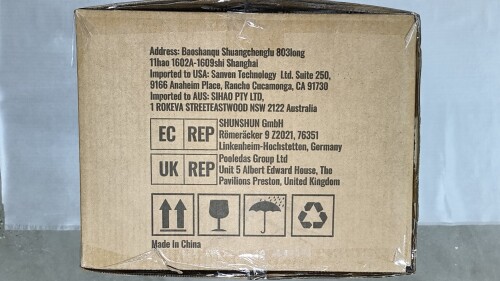 Address: Baoshanqu Shuangchengfu 803long
11hao 1602A-1609shi Shanghai
Imported to USA: Sanven Technology Ltd. Suite 250,
9166 Anaheim Place, Rancho Cucamonga, CA 91730
Imported to AUS: SIHAO PTY LTD,
1 ROKEVA STREETEASTWOOD NSW 2122 Australia
EC REP
SHUNSHUN GmbH
Römeräcker 9 Z2021, 76351
Linkenheim-Hochstetten, Germany
UK REP
Pooledas Group Ltd
Unit 5 Albert Edward House, The
Pavilions Preston, United Kingdom
Made In China